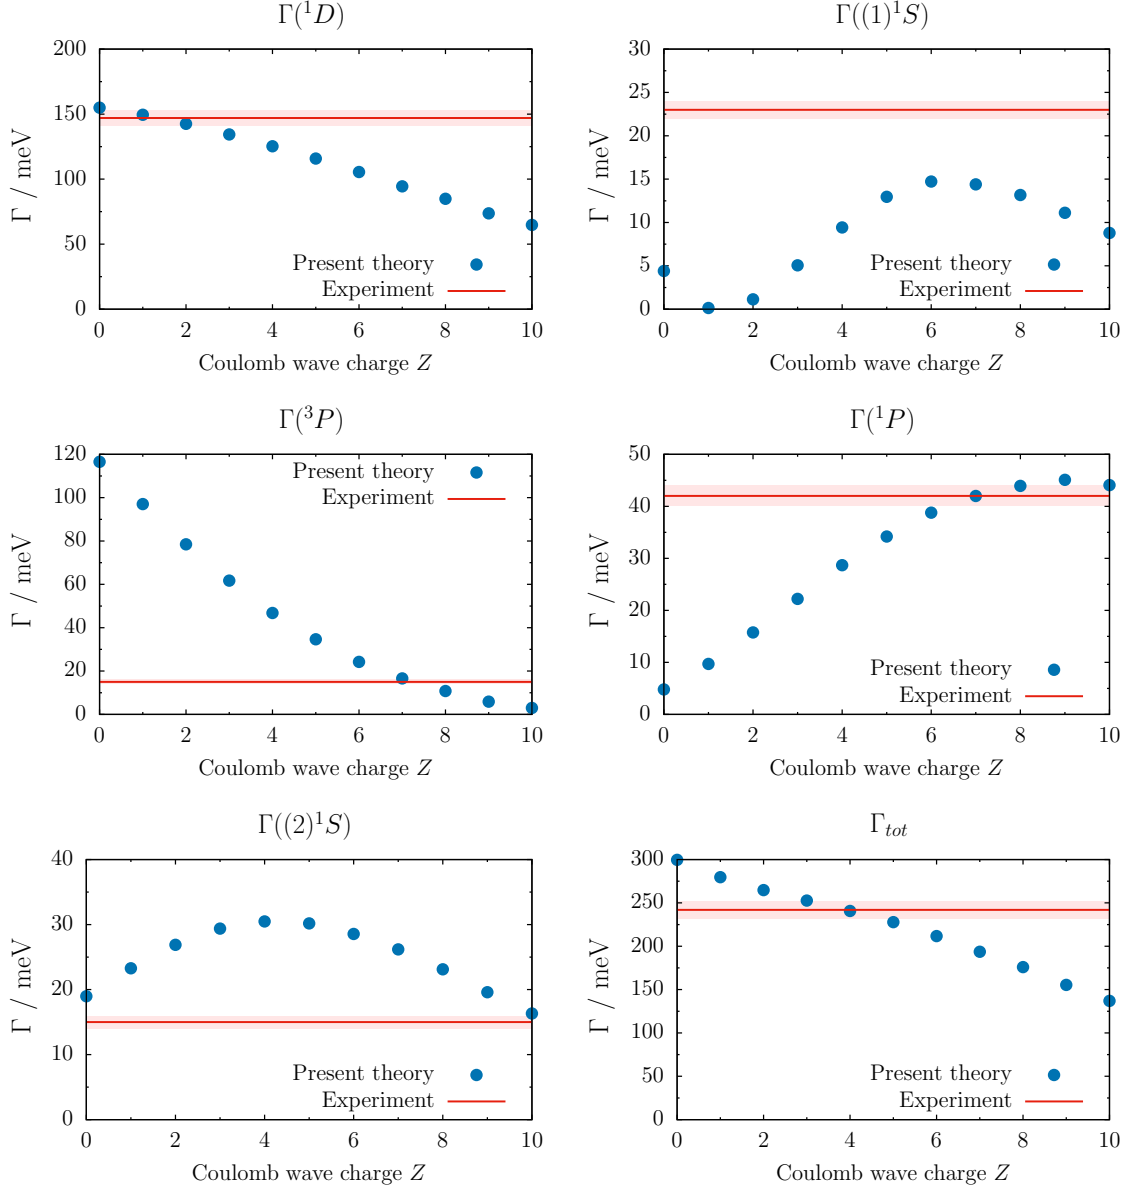 Γ(¹D)
Γ / meV
200
150
100
50
0
Present theory
Experiment
0 2 4 6 8 10
Coulomb wave charge Z
Γ((1)¹S)
Γ / meV
30
25
20
15
10
5
0
Present theory
Experiment
0 2 4 6 8 10
Coulomb wave charge Z
Γ(³P)
Γ / meV
120
100
80
60
40
20
0
Present theory
Experiment
0 2 4 6 8 10
Coulomb wave charge Z
Γ(¹P)
Γ / meV
50
40
30
20
10
0
Present theory
Experiment
0 2 4 6 8 10
Coulomb wave charge Z
Γ((2)¹S)
Γ / meV
40
30
20
10
0
Present theory
Experiment
0 2 4 6 8 10
Coulomb wave charge Z
Γtot
Γ / meV
300
250
200
150
100
50
0
Present theory
Experiment
0 2 4 6 8 10
Coulomb wave charge Z